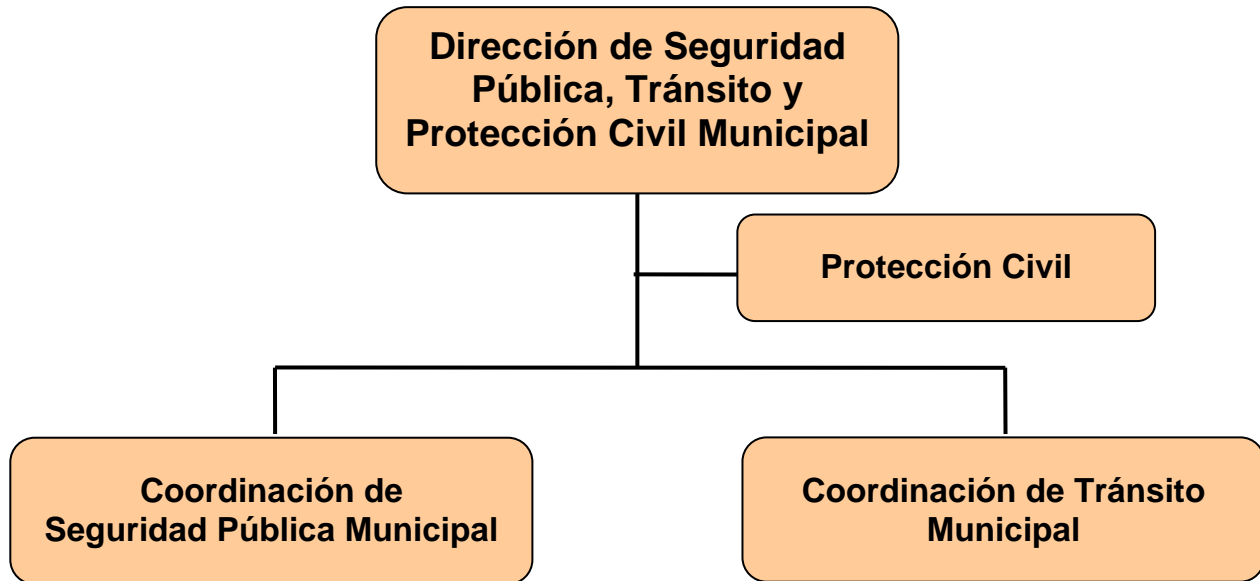 Dirección de Seguridad
Pública, Tránsito y
Protección Civil Municipal
Protección Civil
Coordinación de
Seguridad Pública Municipal
Coordinación de Tránsito
Municipal